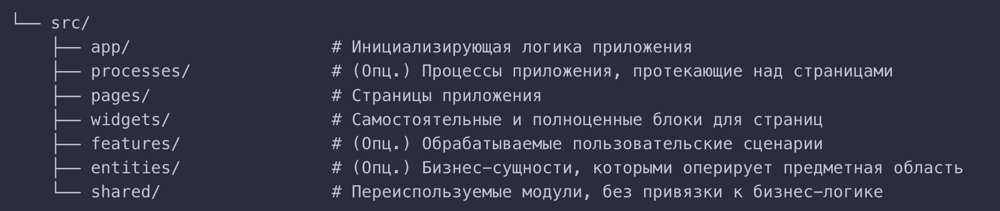 └── src/
    ├── app/                    # Инициализирующая логика приложения
    ├── processes/              # (Опц.) Процессы приложения, протекающие над страницами
    ├── pages/                  # Страницы приложения
    ├── widgets/                # Самостоятельные и полноценные блоки для страниц
    ├── features/               # (Опц.) Обрабатываемые пользовательские сценарии
    ├── entities/               # (Опц.) Бизнес-сущности, которыми оперирует предметная область
    └── shared/                 # Переиспользуемые модули, без привязки к бизнес-логике